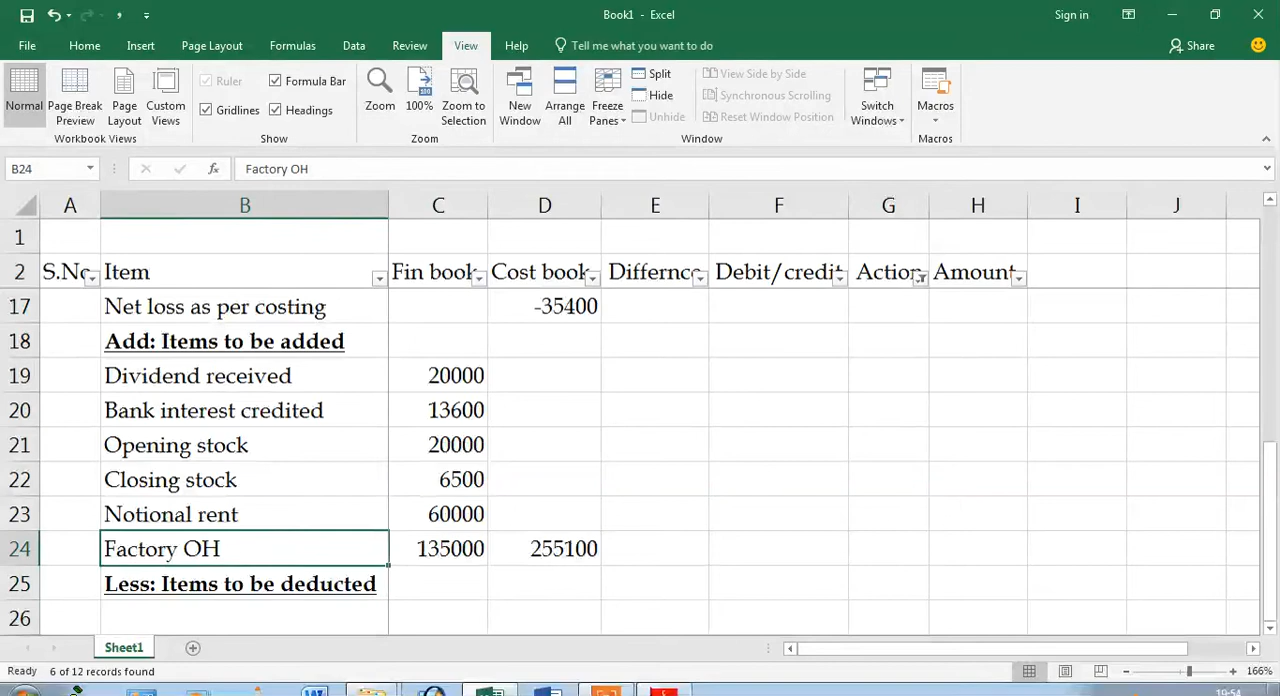 Book1 - Excel
Sign in
File Home Insert Page Layout Formulas Data Review View Help Tell me what you want to do Share
Normal Page Break Preview Page Layout Custom Views
Workbook Views
Ruler Formula Bar
Gridlines Headings
Show
Zoom 100% Zoom to Selection
Zoom
New Window Arrange All Freeze Panes
Split
Hide
Unhide
View Side by Side
Synchronous Scrolling
Reset Window Position
Switch Windows
Window
Macros
Macros
B24 fx Factory OH
A B C D E F G H I J
1
2 S.No Item Fin book Cost book Differnce Debit/credit Action Amount
17 Net loss as per costing -35400
18 Add: Items to be added
19 Dividend received 20000
20 Bank interest credited 13600
21 Opening stock 20000
22 Closing stock 6500
23 Notional rent 60000
24 Factory OH 135000 255100
25 Less: Items to be deducted
26
Sheet1
Ready 6 of 12 records found 166%
19:54